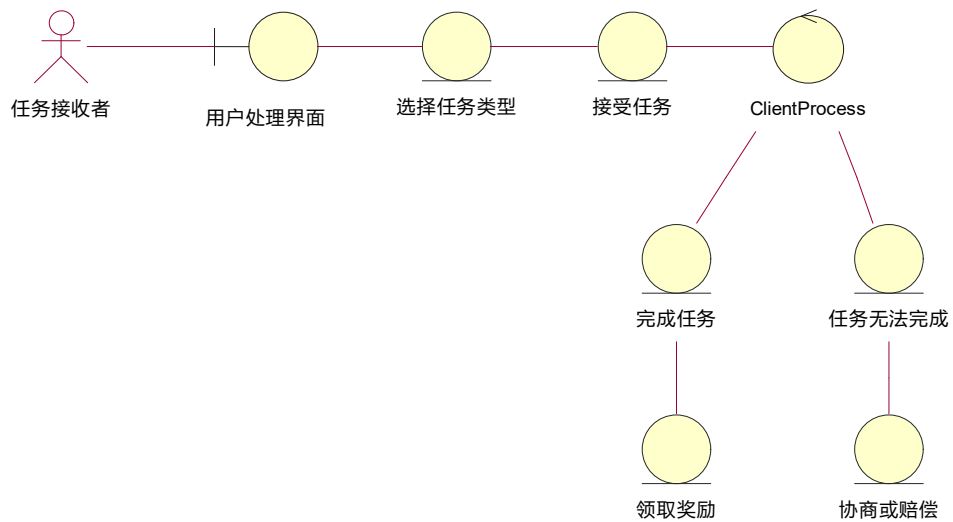 任务接收者
用户处理界面
选择任务类型
接受任务
ClientProcess
完成任务
任务无法完成
领取奖励
协商或赔偿